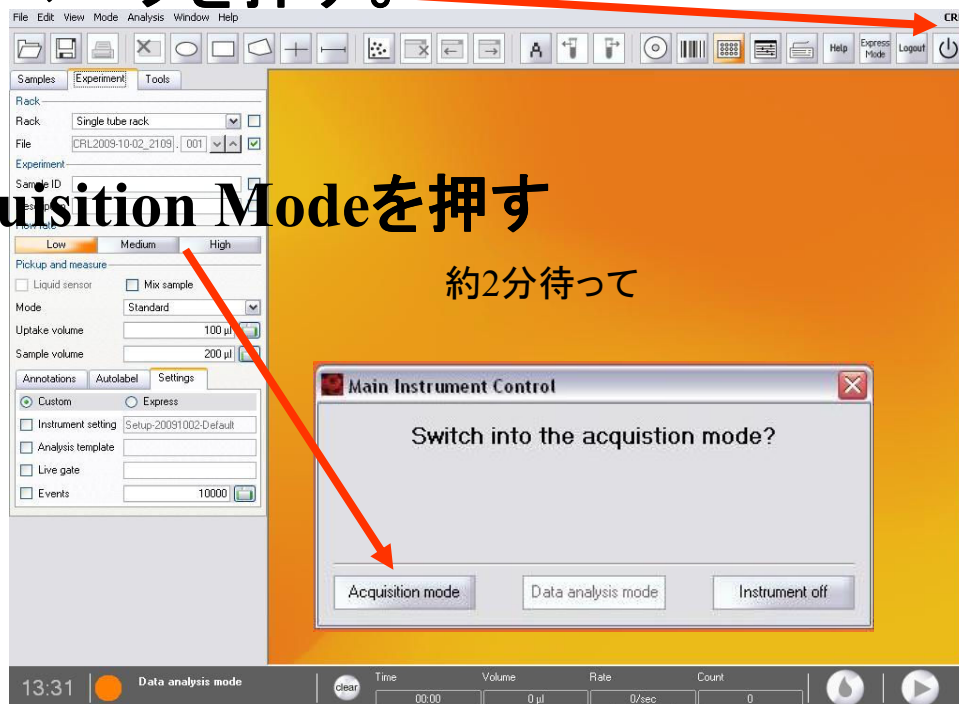 を押す。
File Edit View Mode Analysis Window Help
A Help Express Mode Logout
Samples Experiment Tools
Rack
Rack Single tube rack
File CRL2009-10-02_2109 . 001
Experiment
Sample ID
uisition Modeを押す
Low Medium High
Pickup and measure
Liquid sensor Mix sample
約2分待って
Mode Standard
Uptake volume 100 µl
Sample volume 200 µl
Annotations Autolabel Settings
Custom Express
Instrument setting Setup-20091002-Default
Analysis template
Live gate
Events 10000
Main Instrument Control
Switch into the acquistion mode?
Acquisition mode Data analysis mode Instrument off
13:31 Data analysis mode clear
Time Volume Rate Count
00:00 0 µl 0/sec 0